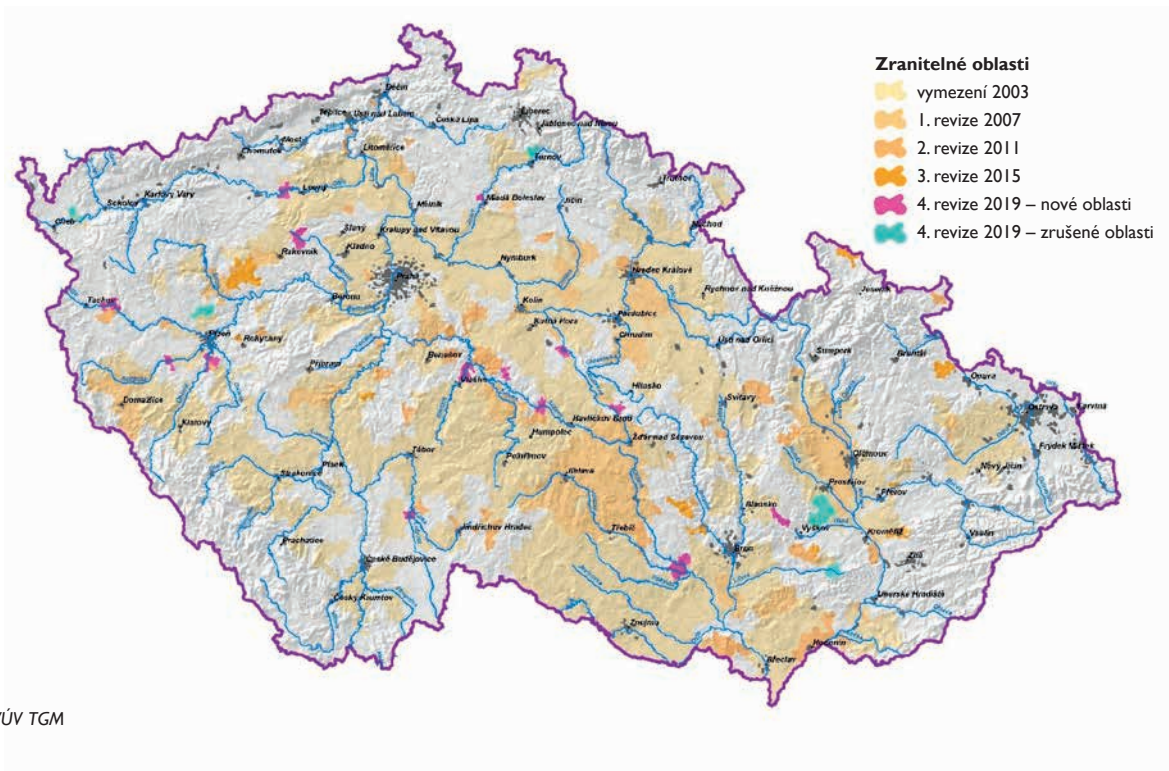 Zranitelné oblasti
vymezení 2003
1. revize 2007
2. revize 2011
3. revize 2015
4. revize 2019 – nové oblasti
4. revize 2019 – zrušené oblasti
Děčín
Liberec
Ústí nad Labem
Česká Lípa
Jablonec nad Nisou
Most
Chomutov
Litoměřice
Turnov
Trutnov
Louny
Karlovy Vary
Sokolov
Cheb
Mladá Boleslav
Jičín
Mělník
Náchod
Slaný
Kralupy nad Vltavou
Kladno
Rakovník
Nymburk
Praha
Hradec Králové
Rychnov nad Kněžnou
Jeseník
Tachov
Beroun
Kolín
Kutná Hora
Pardubice
Chrudim
Plzeň
Rokycany
Ústí nad Orlicí
Šumperk
Bruntál
Opava
Příbram
Benešov
Vlašim
Hlinsko
Svitavy
Ostrava
Karviná
Domažlice
Klatovy
Havlíčkův Brod
Humpolec
Žďár nad Sázavou
Frýdek Místek
Tábor
Olomouc
Nový Jičín
Písek
Strakonice
Pelhřimov
Jihlava
Prostějov
Přerov
Blansko
Vyškov
Třebíč
Jindřichův Hradec
Kroměříž
Vsetín
Prachatice
České Budějovice
Brno
Zlín
Český Krumlov
Uherské Hradiště
Znojmo
Hodonín
Břeclav
VÚV TGM